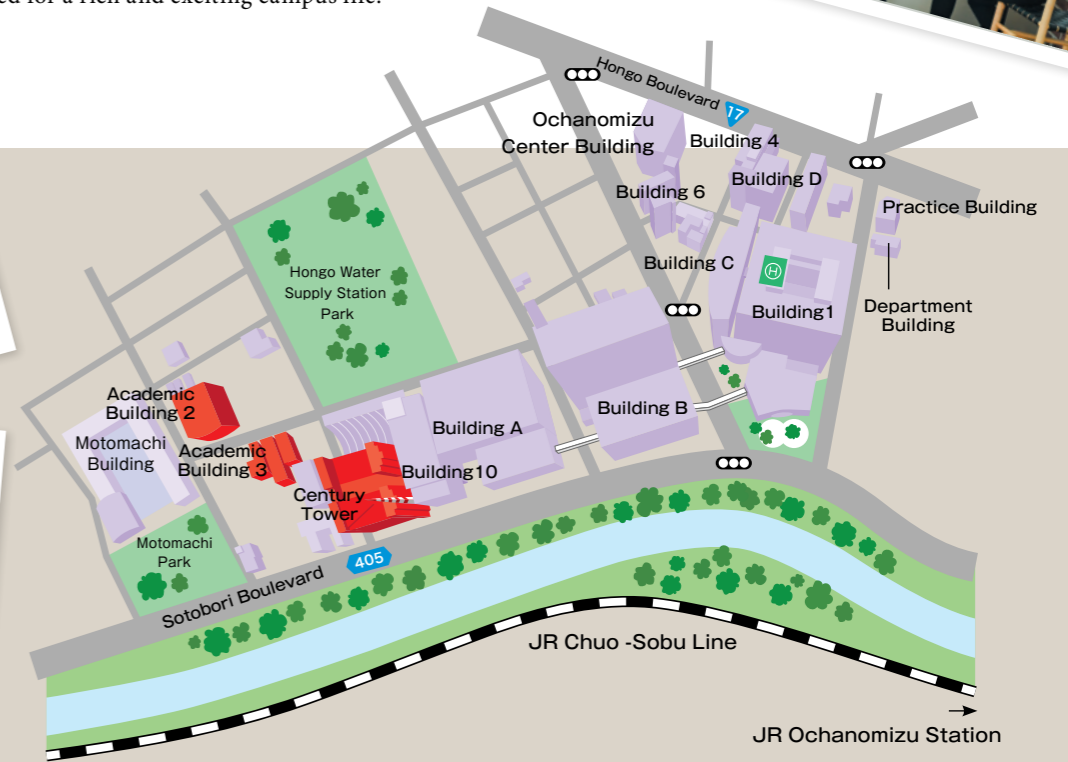 ed for a rich and exciting campus life.
Hongo Boulevard
17
Ochanomizu
Center Building
Building 4
Building 6
Building D
Practice Building
Building C
H
Building1
Department
Building
Hongo Water
Supply Station
Park
Academic
Building 2
Motomachi
Building
Academic
Building 3
Building A
Building B
Building10
Century
Tower
Motomachi
Park
405
Sotobori Boulevard
JR Chuo -Sobu Line
JR Ochanomizu Station